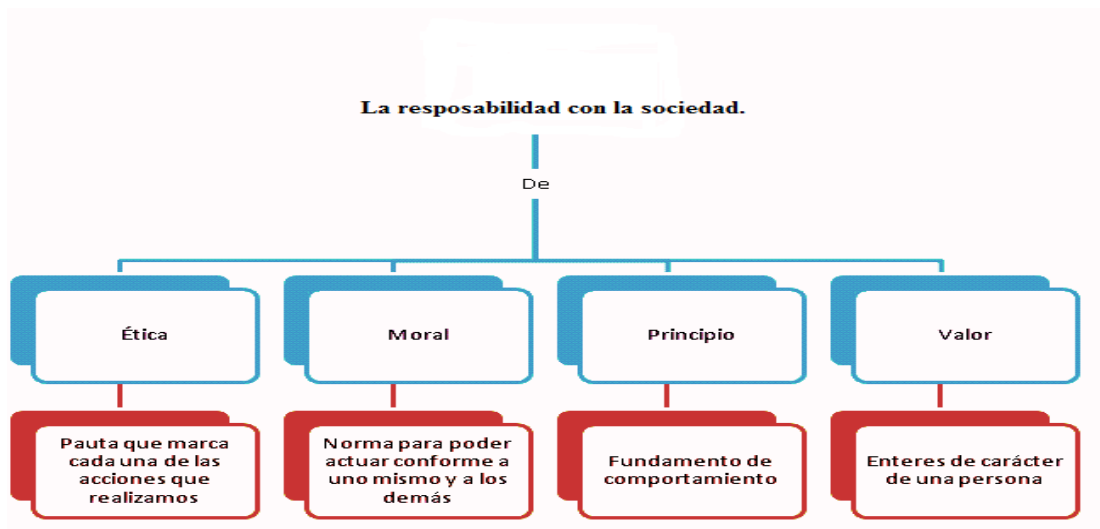 La resposabilidad con la sociedad.
De
Ética
Moral
Principio
Valor
Pauta que marca
cada una de las
acciones que
realizamos
Norma para poder
actuar conforme a
uno mismo y a los
demás
Fundamento de
comportamiento
Enteres de carácter
de una persona